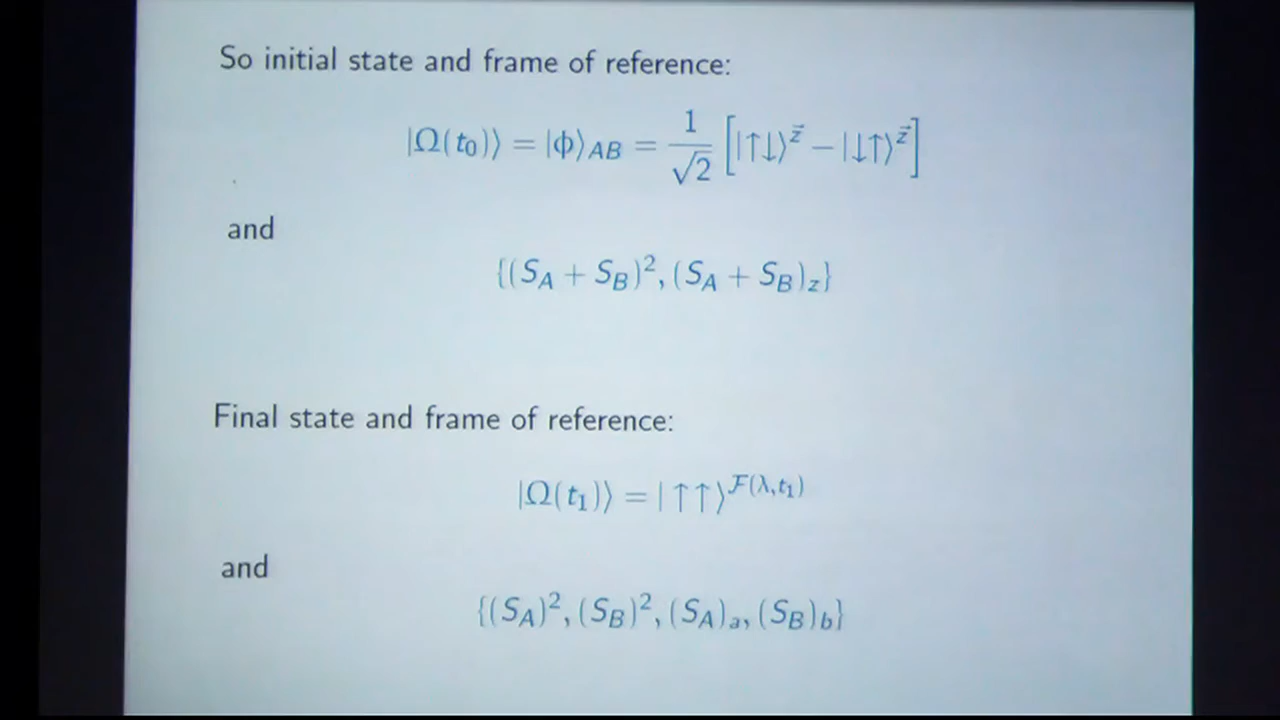 So initial state and frame of reference:
|Ω(t₀)⟩ = |ϕ⟩_AB = 1/√2 [|↑↓⟩^z⃗ − |↓↑⟩^z⃗]
and
{(S_A + S_B)², (S_A + S_B)_z}
Final state and frame of reference:
|Ω(t₁)⟩ = |↑↑⟩^ℱ(λ,t₁)
and
{(S_A)², (S_B)², (S_A)_a, (S_B)_b}